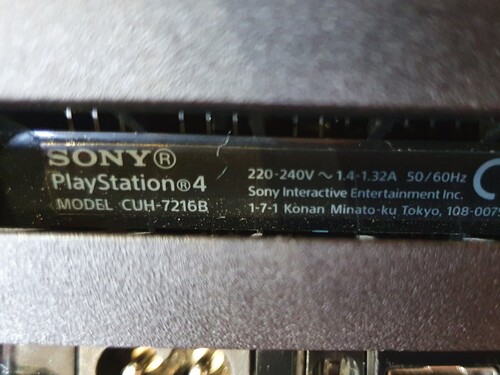 SONY®
PlayStation®4
MODEL CUH-7216B
220-240V ~ 1.4-1.32A 50/60Hz
Sony Interactive Entertainment Inc.
1-7-1 Konan Minato-ku Tokyo, 108-007